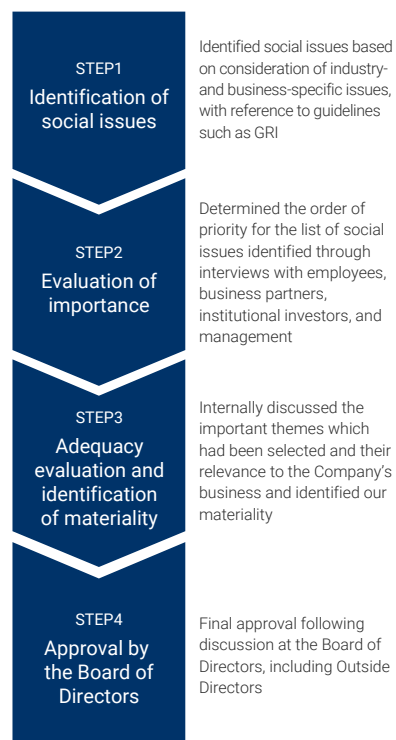 STEP1
Identification of
social issues
Identified social issues based
on consideration of industry-
and business-specific issues,
with reference to guidelines
such as GRI
STEP2
Evaluation of
importance
Determined the order of
priority for the list of social
issues identified through
interviews with employees,
business partners,
institutional investors, and
management
STEP3
Adequacy
evaluation and
identification
of materiality
Internally discussed the
important themes which
had been selected and their
relevance to the Company’s
business and identified our
materiality
STEP4
Approval by
the Board of
Directors
Final approval following
discussion at the Board of
Directors, including Outside
Directors